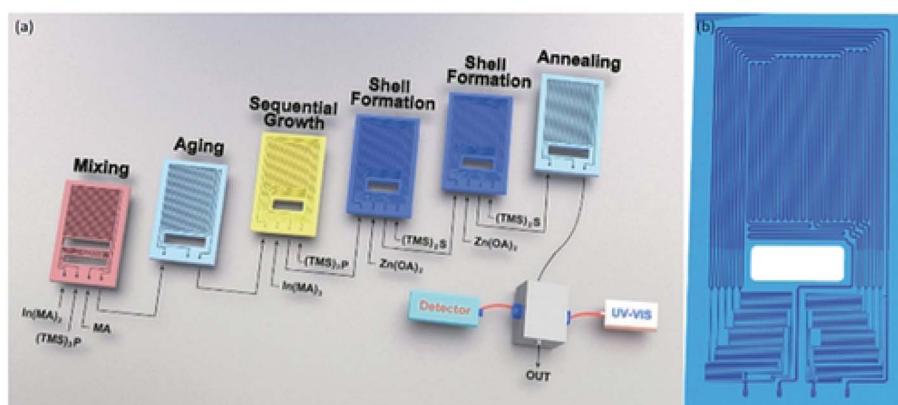 (a)
(b)
Mixing
Aging
Sequential
Growth
Shell
Formation
Shell
Formation
Annealing
In(MA)₃
(TMS)₃P
MA
In(MA)₃
(TMS)₃P
Zn(OA)₂
(TMS)₂S
Zn(OA)₂
(TMS)₂S
Detector
UV-VIS
OUT